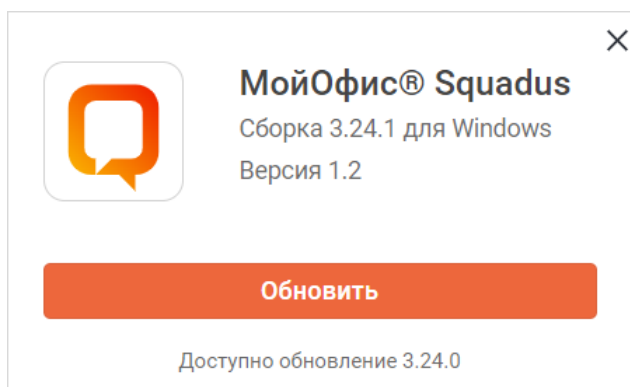 МойОфис® Squadus
Сборка 3.24.1 для Windows
Версия 1.2
Обновить
Доступно обновление 3.24.0